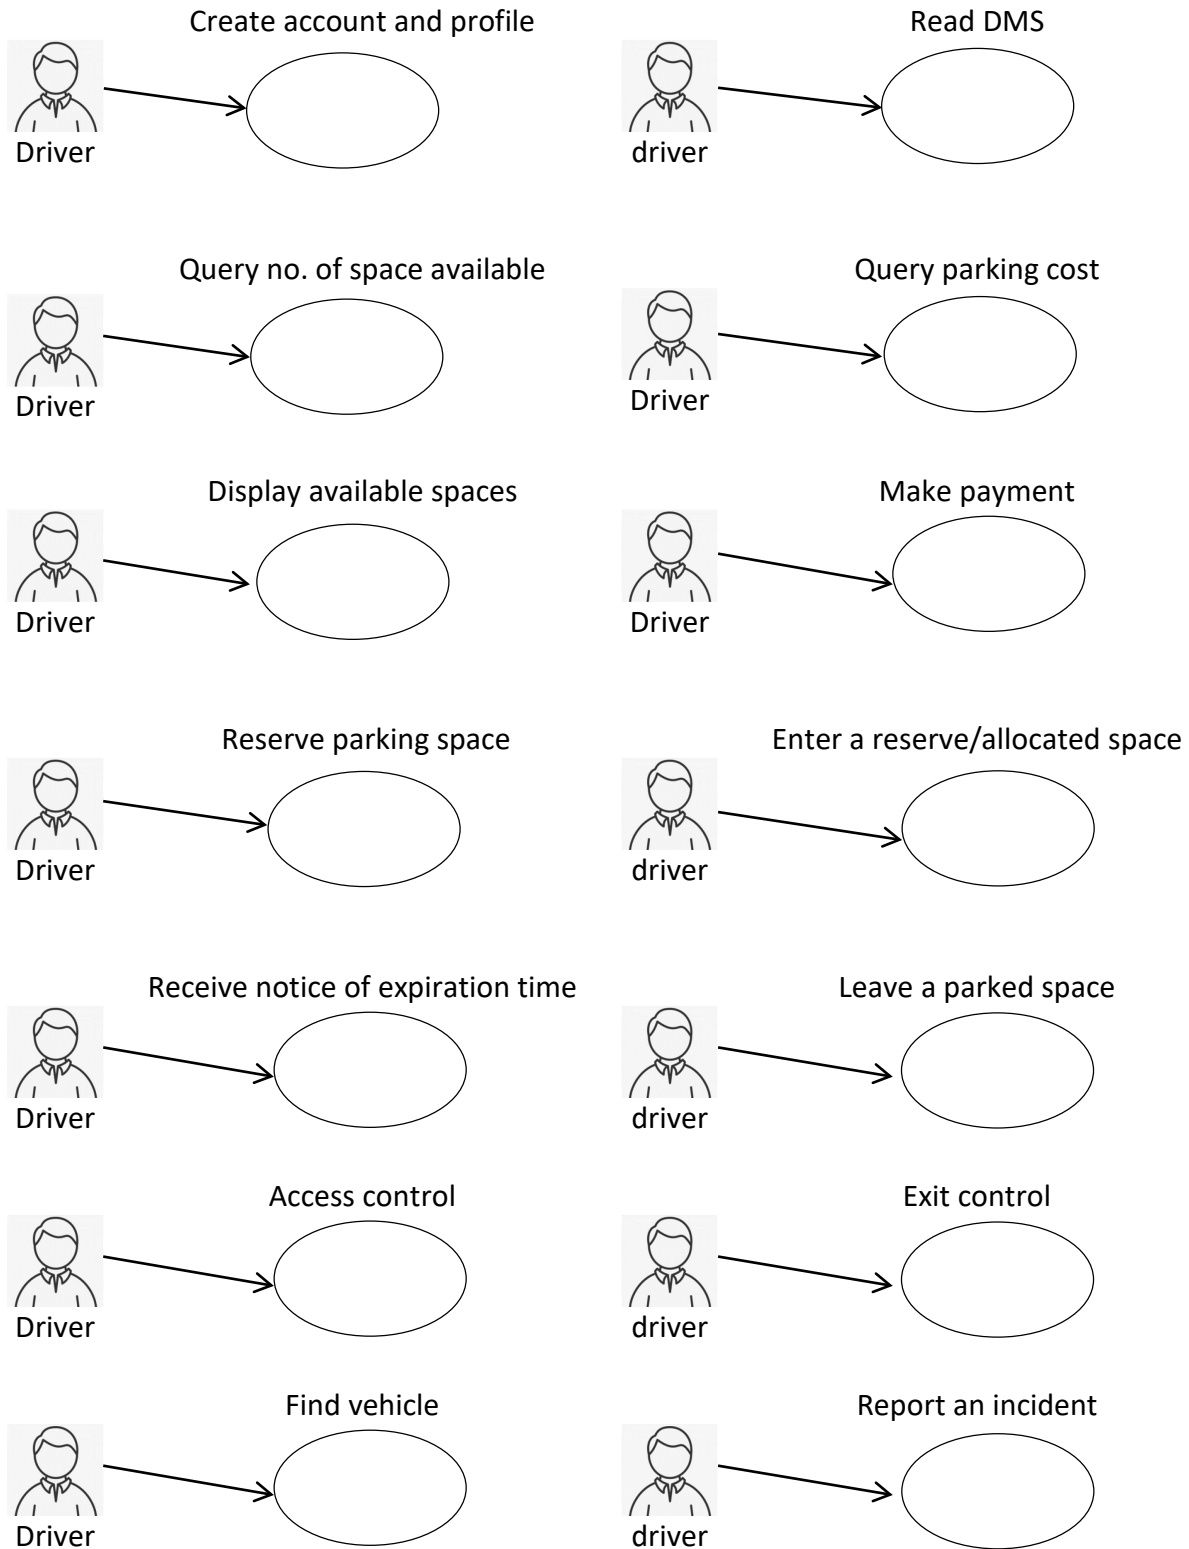 Create account and profile
Driver
Read DMS
driver
Query no. of space available
Driver
Query parking cost
Driver
Display available spaces
Driver
Make payment
Driver
Reserve parking space
Driver
Enter a reserve/allocated space
driver
Receive notice of expiration time
Driver
Leave a parked space
driver
Access control
Driver
Exit control
driver
Find vehicle
Driver
Report an incident
driver